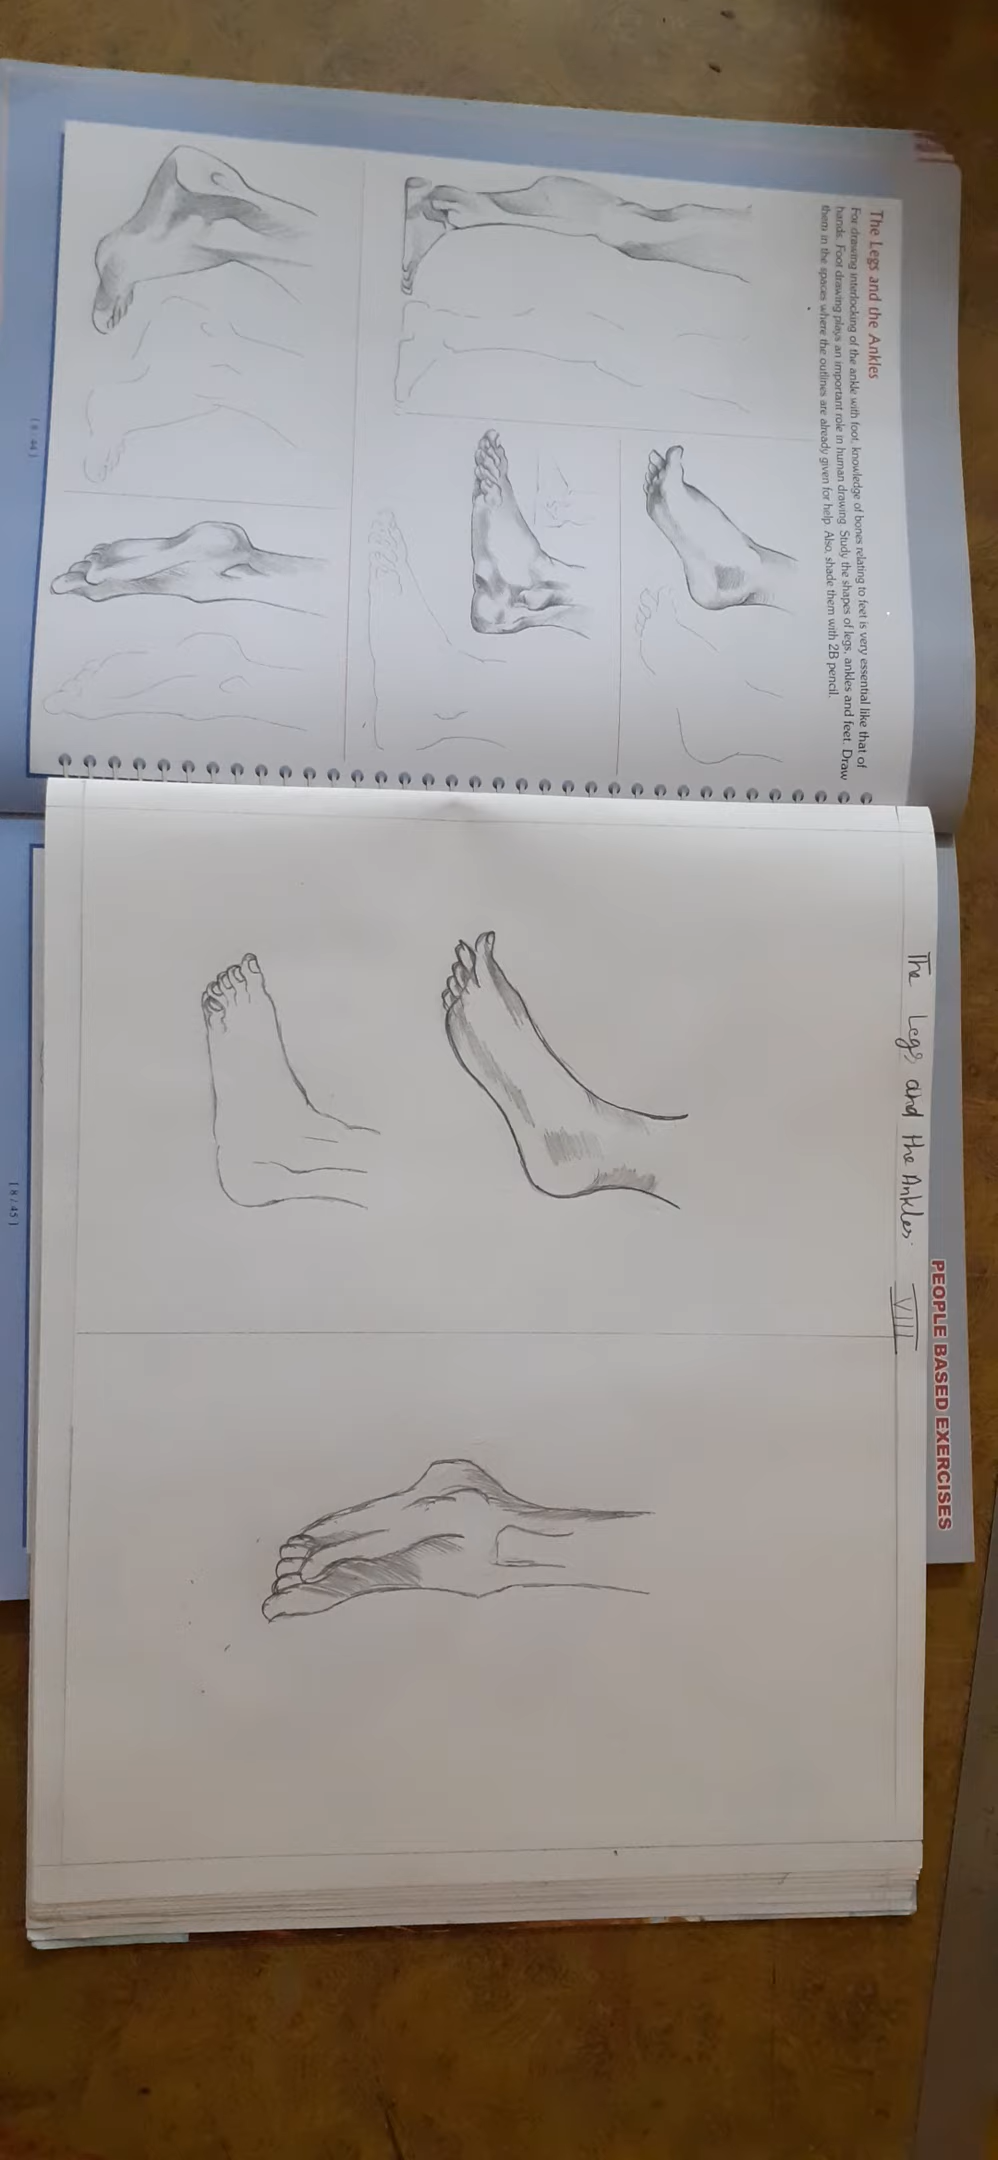 The Legs and the Ankles
For drawing interlocking of the ankle with foot, knowledge of bones relating to feet is very essential like that of
hands. Foot drawing plays an important role in human drawing. Study the shapes of legs, ankles and feet. Draw
them in the spaces where the outlines are already given for help. Also, shade them with 2B pencil.
[ 8 / 44 ]
PEOPLE BASED EXERCISES
The Legs and the Ankles. VIII
[ 8 / 45 ]